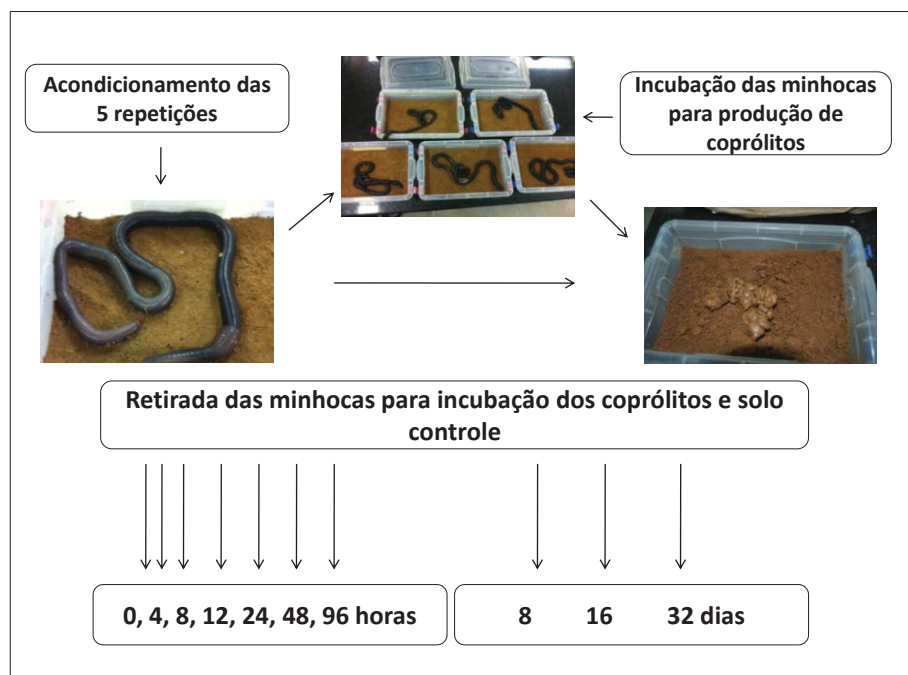 Acondicionamento das
5 repetições
Incubação das minhocas
para produção de
coprólitos
Retirada das minhocas para incubação dos coprólitos e solo
controle
0, 4, 8, 12, 24, 48, 96 horas
8 16 32 dias